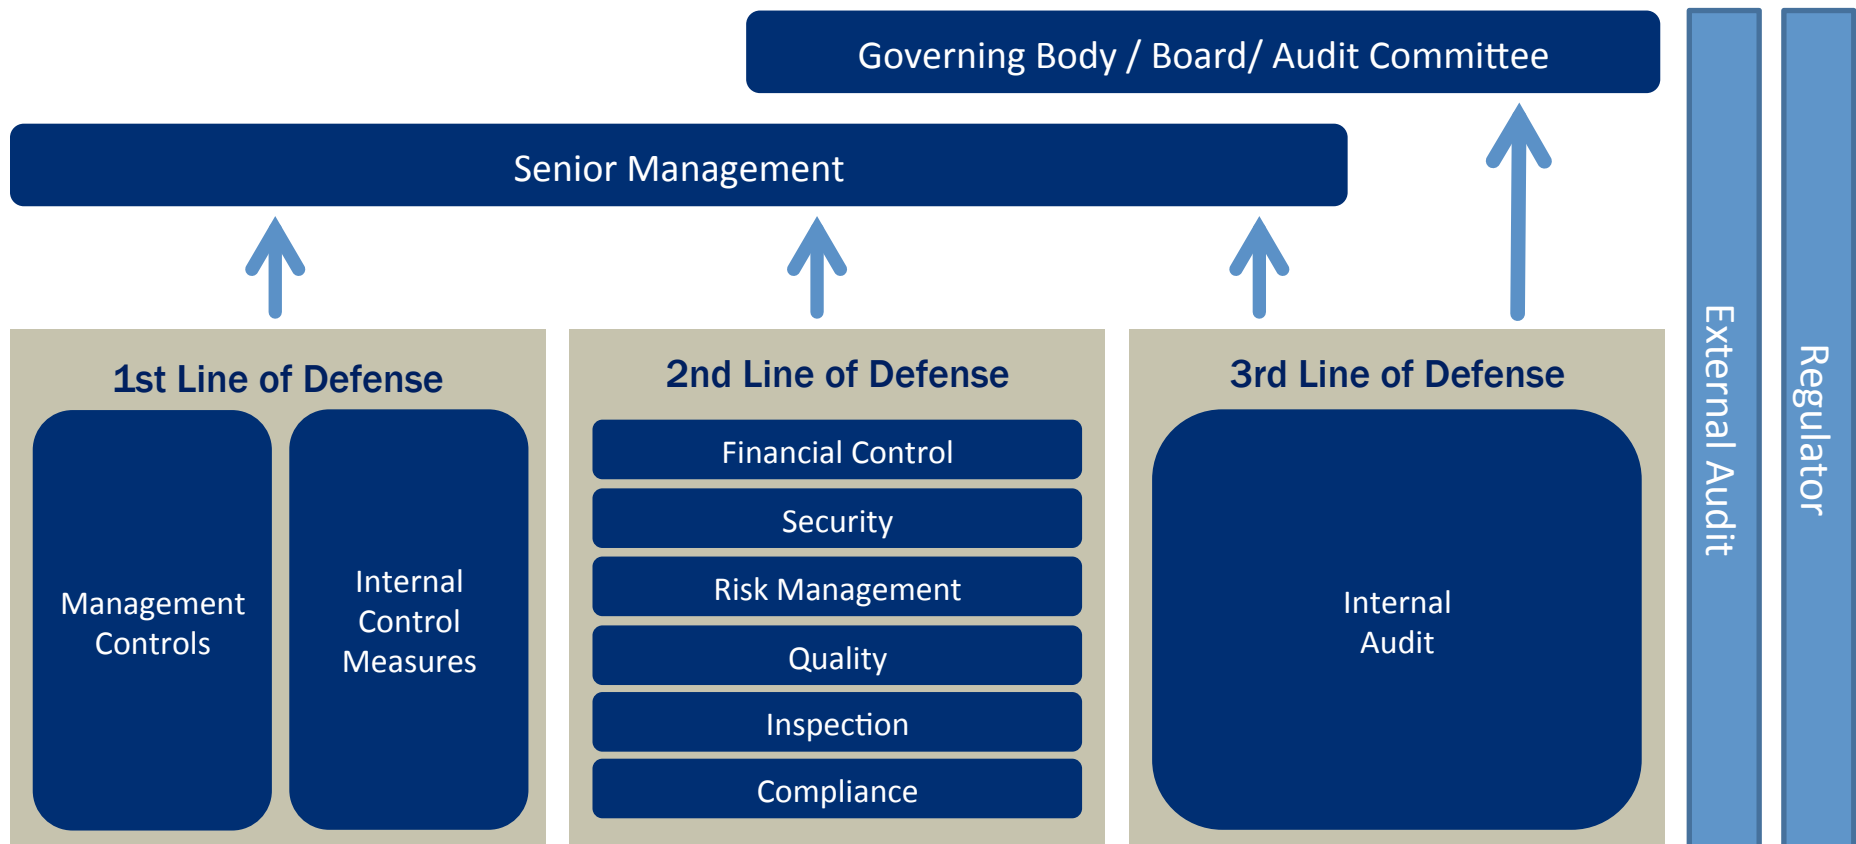 Governing Body / Board/ Audit Committee
Senior Management
1st Line of Defense
Management
Controls
Internal
Control
Measures
2nd Line of Defense
Financial Control
Security
Risk Management
Quality
Inspection
Compliance
3rd Line of Defense
Internal
Audit
External Audit
Regulator